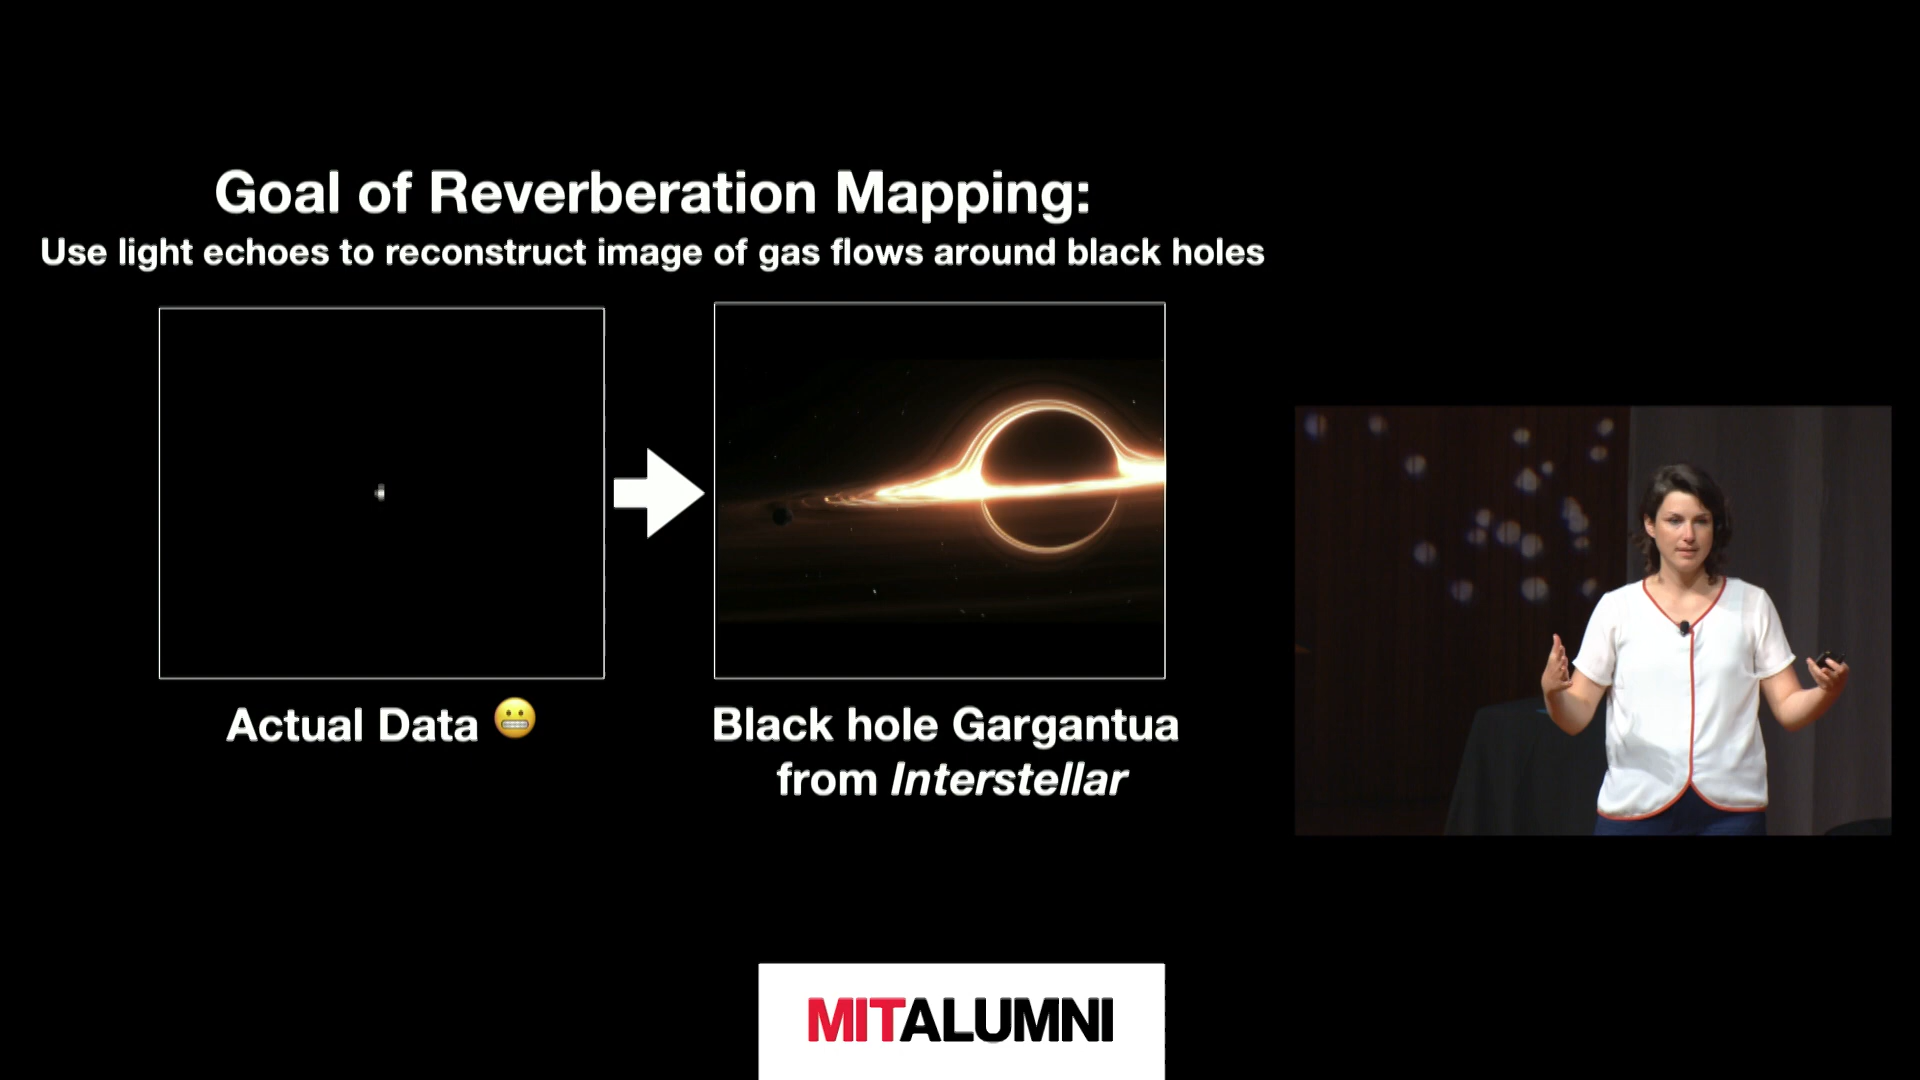 Goal of Reverberation Mapping:
Use light echoes to reconstruct image of gas flows around black holes
Actual Data 😬
Black hole Gargantua
from Interstellar
MITALUMNI